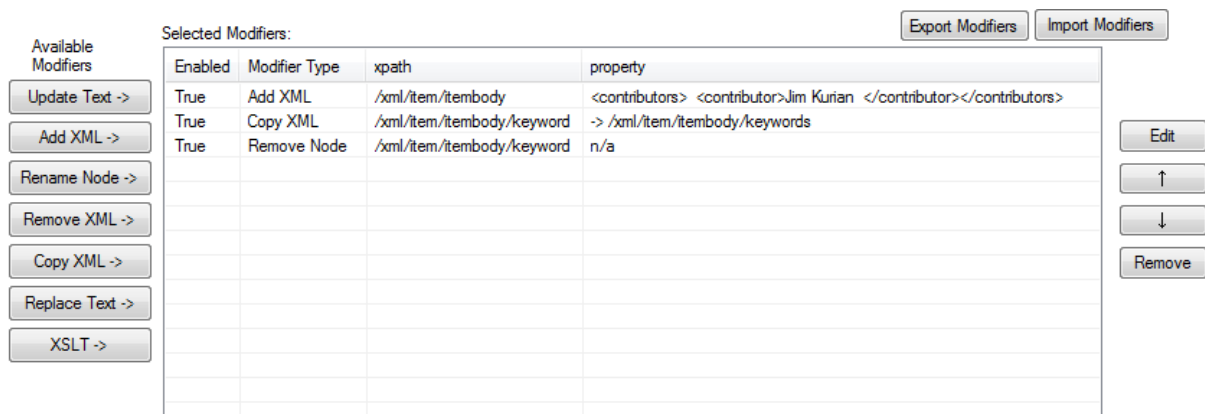 Export Modifiers Import Modifiers
Selected Modifiers:
Available
Modifiers
Enabled Modifier Type xpath property
Update Text ->
True Add XML /xml/item/itembody <contributors> <contributor>Jim Kurian </contributor></contributors>
True Copy XML /xml/item/itembody/keyword -> /xml/item/itembody/keywords
Add XML ->
Edit
True Remove Node /xml/item/itembody/keyword n/a
Rename Node ->
↑
Remove XML ->
↓
Copy XML ->
Remove
Replace Text ->
XSLT ->